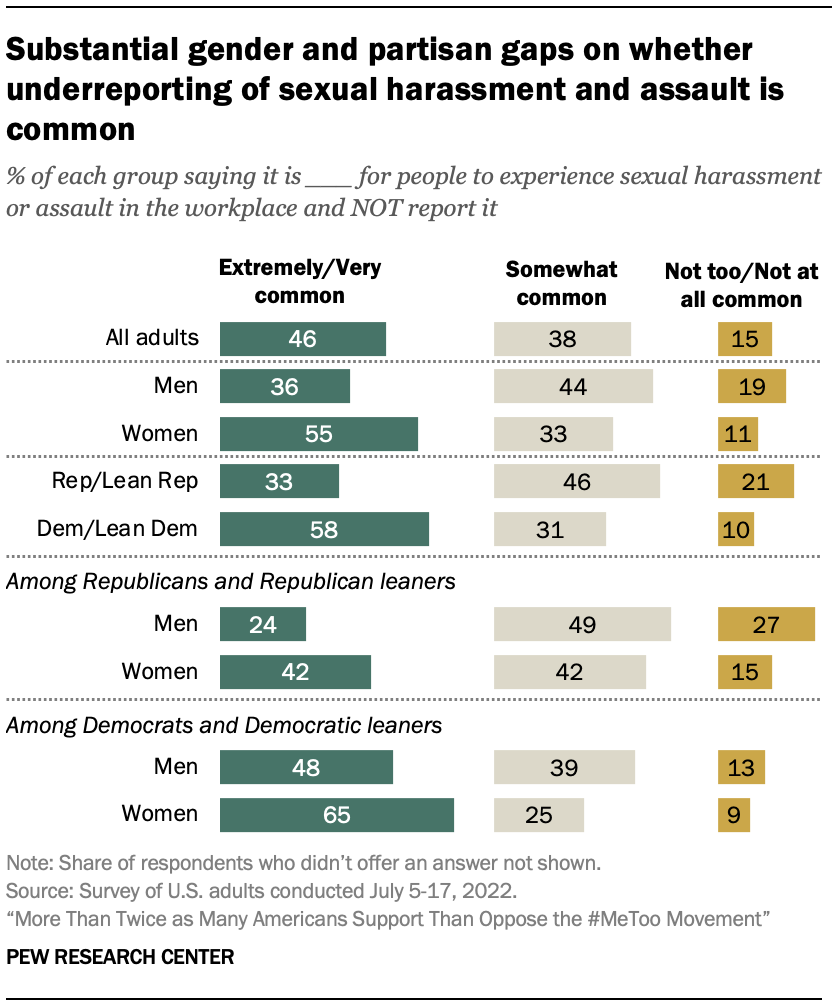 Substantial gender and partisan gaps on whether
underreporting of sexual harassment and assault is
common
% of each group saying it is ____ for people to experience sexual harassment
or assault in the workplace and NOT report it
Extremely/Very common Somewhat common Not too/Not at all common
All adults 46 38 15
Men 36 44 19
Women 55 33 11
Rep/Lean Rep 33 46 21
Dem/Lean Dem 58 31 10
Among Republicans and Republican leaners
Men 24 49 27
Women 42 42 15
Among Democrats and Democratic leaners
Men 48 39 13
Women 65 25 9
Note: Share of respondents who didn’t offer an answer not shown.
Source: Survey of U.S. adults conducted July 5-17, 2022.
“More Than Twice as Many Americans Support Than Oppose the #MeToo Movement”
PEW RESEARCH CENTER